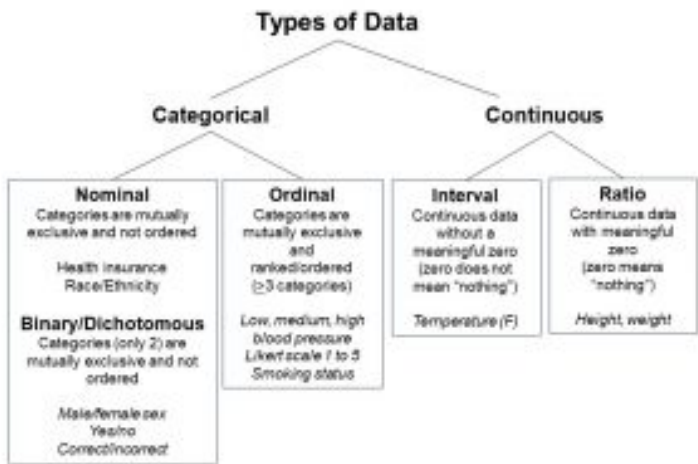 Types of Data
Categorical
Continuous
Nominal
Categories are mutually
exclusive and not ordered
Health insurance
Race/Ethnicity
Binary/Dichotomous
Categories (only 2) are
mutually exclusive and not
ordered
Male/female sex
Yes/no
Correct/incorrect
Ordinal
Categories are
mutually exclusive
and
ranked/ordered
(≥3 categories)
Low, medium, high
blood pressure
Likert scale 1 to 5
Smoking status
Interval
Continuous data
without a
meaningful zero
(zero does not
mean "nothing")
Temperature (F)
Ratio
Continuous data
with meaningful
zero
(zero means
"nothing")
Height, weight